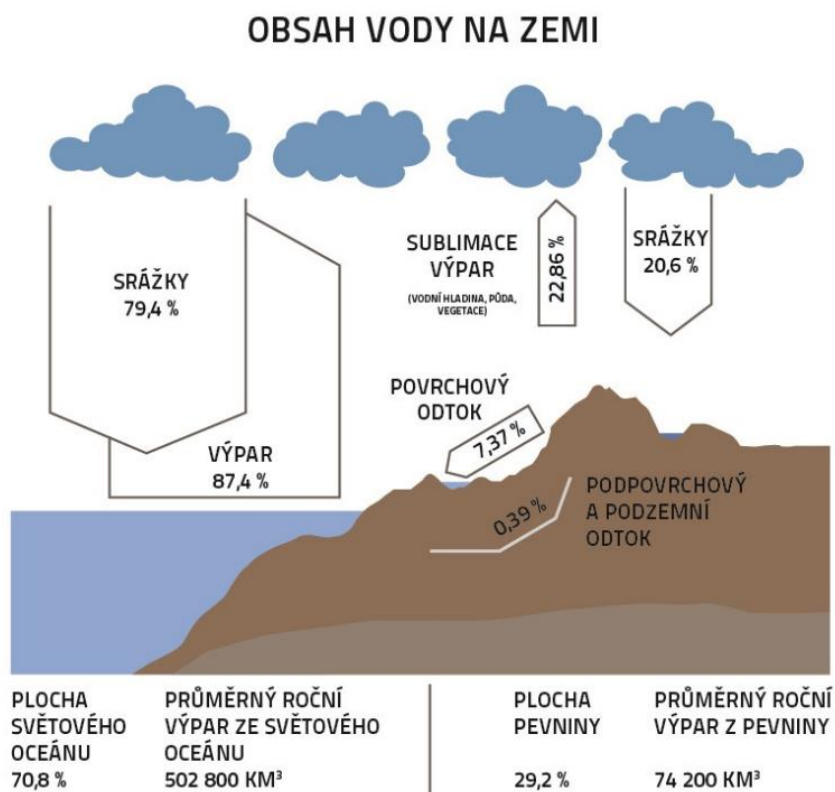 OBSAH VODY NA ZEMI
SRÁŽKY
79,4 %
VÝPAR
87,4 %
SUBLIMACE
VÝPAR
(VODNÍ HLADINA, PŮDA,
VEGETACE)
22,86 %
SRÁŽKY
20,6 %
POVRCHOVÝ
ODTOK
7,37 %
0,39 %
PODPOVRCHOVÝ
A PODZEMNÍ
ODTOK
PLOCHA
SVĚTOVÉHO
OCEÁNU
70,8 %
PRŮMĚRNÝ ROČNÍ
VÝPAR ZE SVĚTOVÉHO
OCEÁNU
502 800 KM³
PLOCHA
PEVNINY
29,2 %
PRŮMĚRNÝ ROČNÍ
VÝPAR Z PEVNINY
74 200 KM³